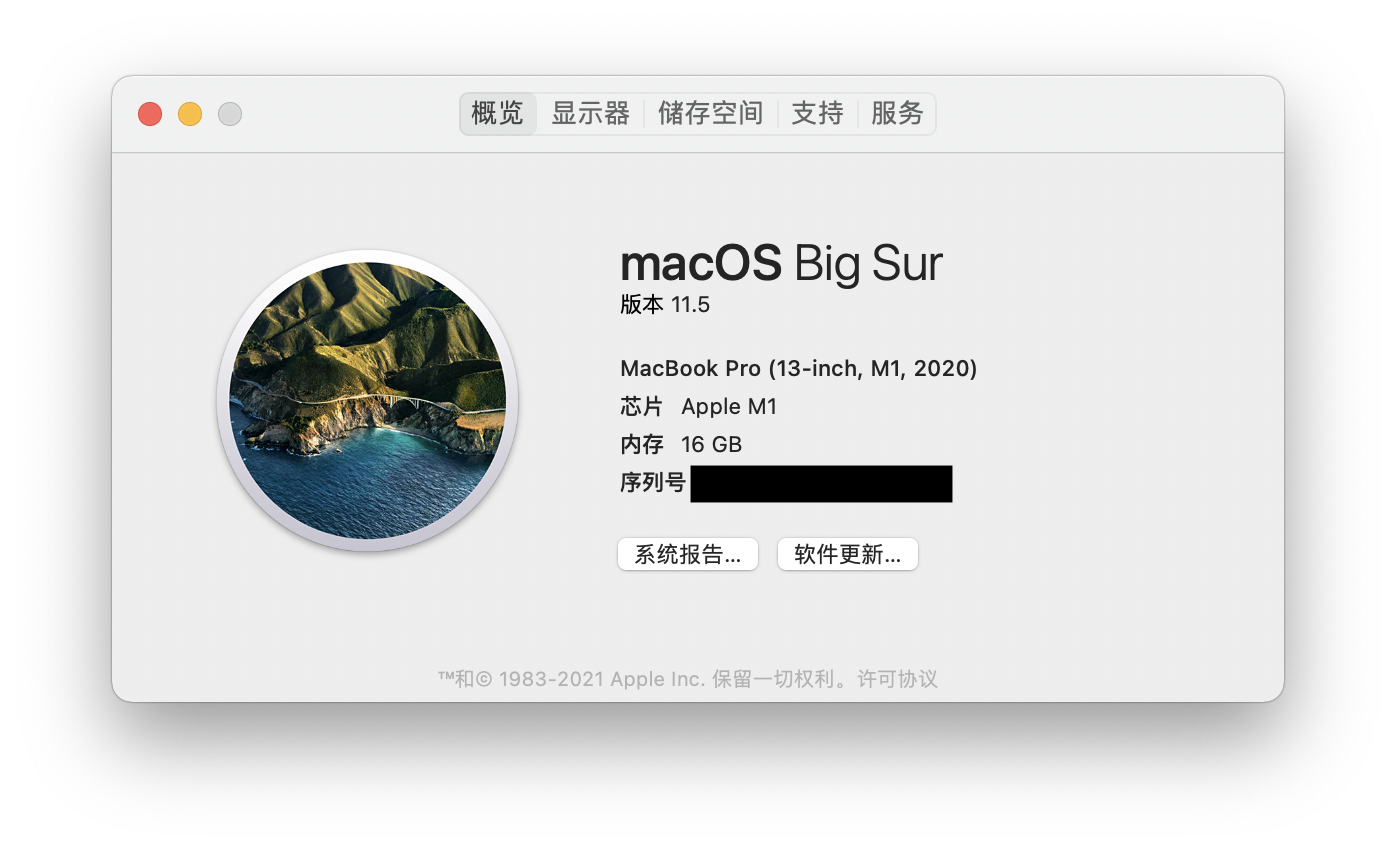 概览 显示器 储存空间 支持 服务
macOS Big Sur
版本 11.5
MacBook Pro (13-inch, M1, 2020)
芯片 Apple M1
内存 16 GB
序列号
系统报告... 软件更新...
™和© 1983-2021 Apple Inc. 保留一切权利。许可协议